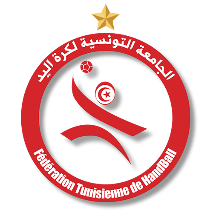 الجامعة التونسية لكرة اليد
Fédération Tunisienne de HandBall